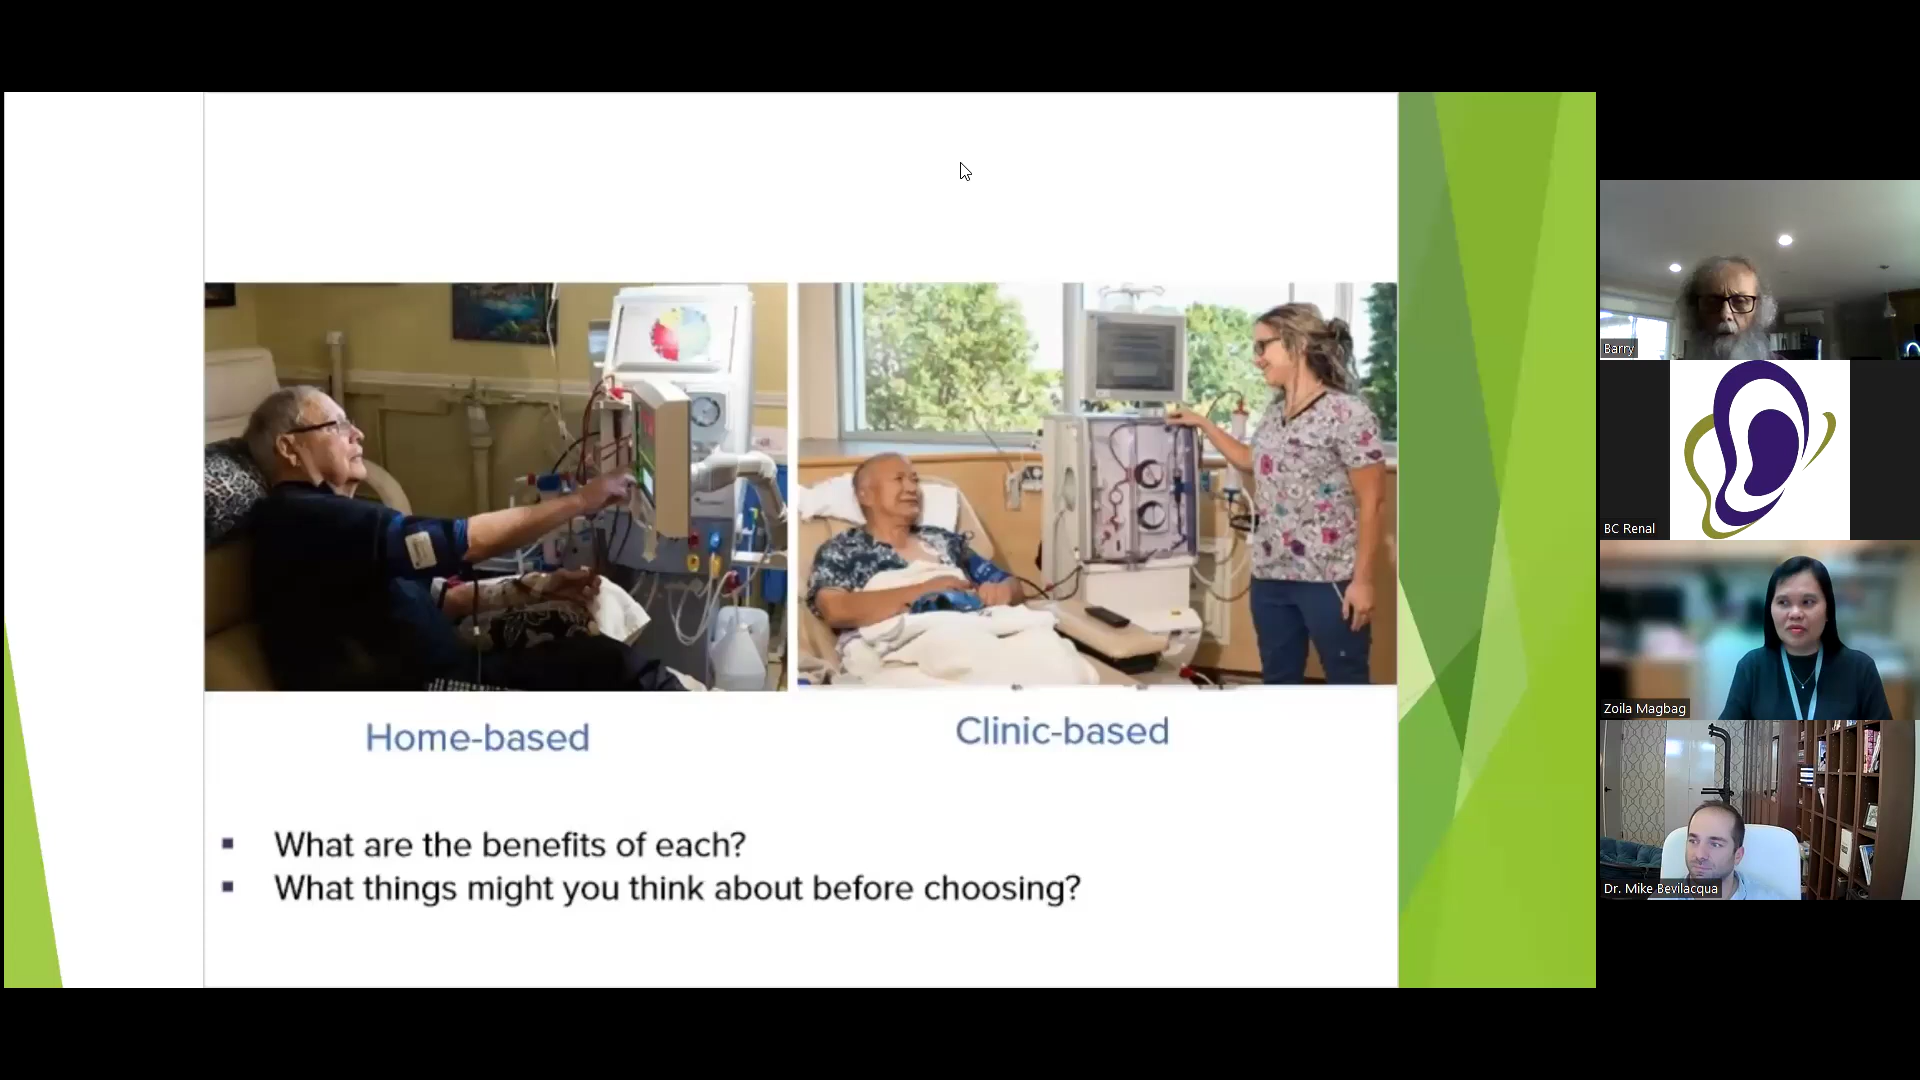 Home-based
Clinic-based
▪ What are the benefits of each?
▪ What things might you think about before choosing?
Barry
BC Renal
Zoila Magbag
Dr. Mike Bevilacqua